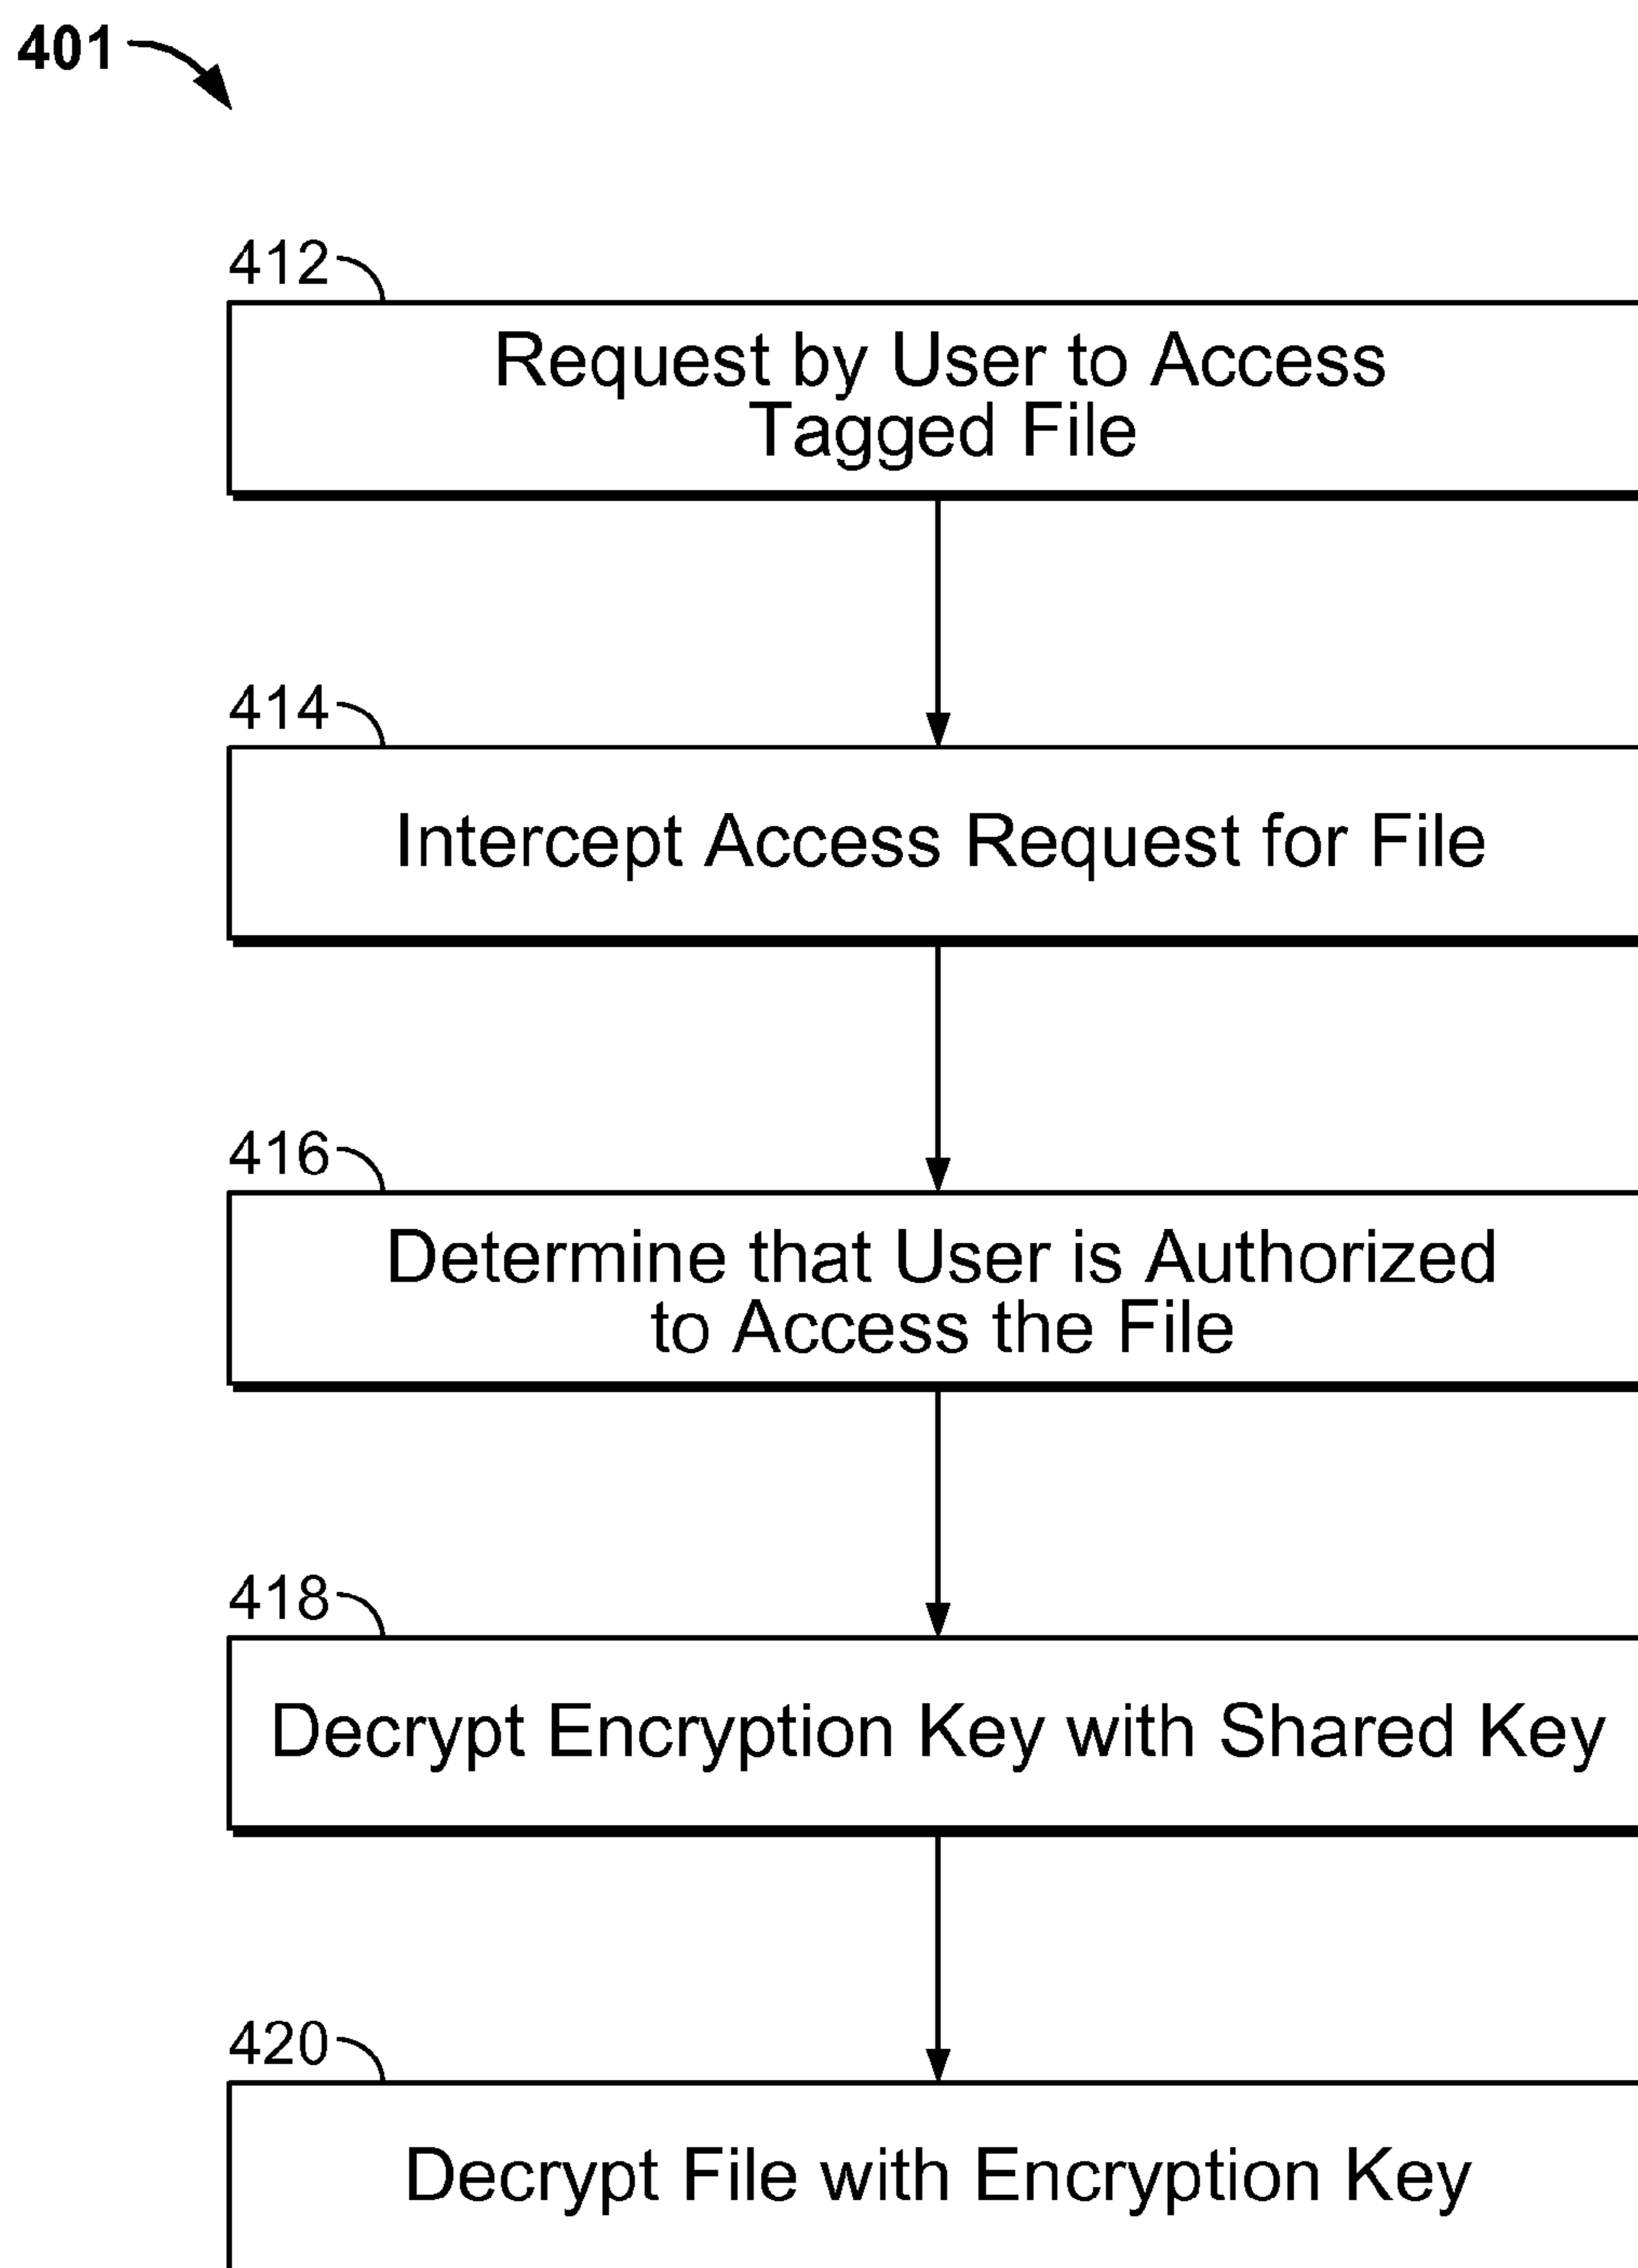 401
412
Request by User to Access
Tagged File
414
Intercept Access Request for File
416
Determine that User is Authorized
to Access the File
418
Decrypt Encryption Key with Shared Key
420
Decrypt File with Encryption Key